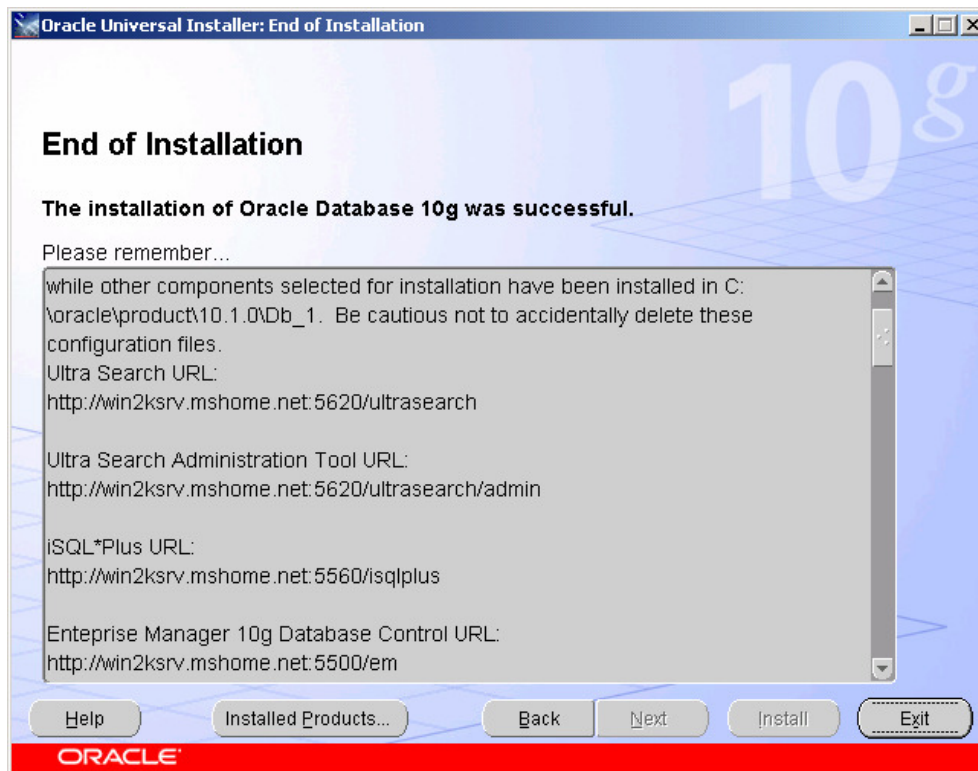 Oracle Universal Installer: End of Installation
10g
End of Installation
The installation of Oracle Database 10g was successful.
Please remember...
while other components selected for installation have been installed in C:
\oracle\product\10.1.0\Db_1.  Be cautious not to accidentally delete these
configuration files.
Ultra Search URL:
http://win2ksrv.mshome.net:5620/ultrasearch
Ultra Search Administration Tool URL:
http://win2ksrv.mshome.net:5620/ultrasearch/admin
iSQL*Plus URL:
http://win2ksrv.mshome.net:5560/isqlplus
Enteprise Manager 10g Database Control URL:
http://win2ksrv.mshome.net:5500/em
Help Installed Products... Back Next Install Exit
ORACLE